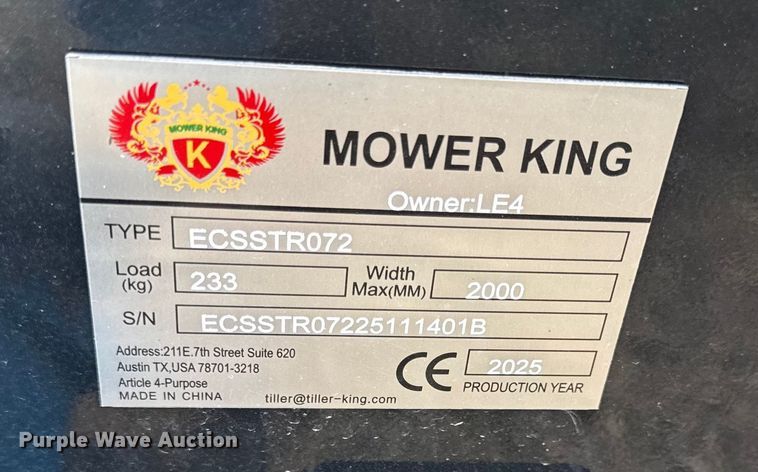 MOWER KING
K
MOWER KING
Owner:LE4
TYPE ECSSTR072
Load (kg) 233 Width Max(MM) 2000
S/N ECSSTR07225111401B
Address:211E.7th Street Suite 620
Austin TX,USA 78701-3218
Article 4-Purpose
MADE IN CHINA
tiller@tiller-king.com
CE
2025
PRODUCTION YEAR
Purple Wave Auction